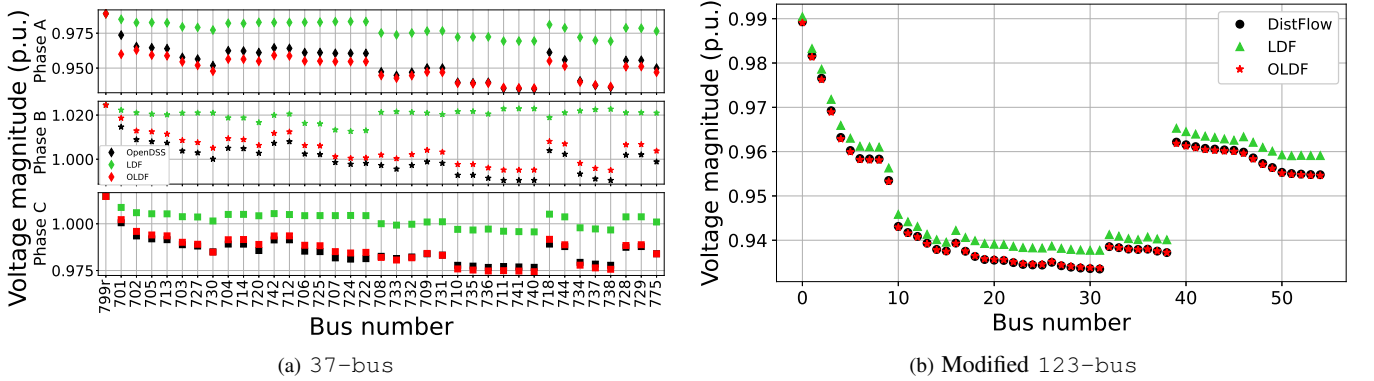 Voltage magnitude (p.u.)
Phase A
0.975
0.950
Phase B
1.020
1.000
OpenDSS
LDF
OLDF
Phase C
1.000
0.975
799r 701 702 705 713 703 727 730 704 714 720 742 712 706 725 707 724 722 708 733 732 709 731 710 735 736 711 741 740 718 744 734 737 738 728 729 775
Bus number
(a) 37-bus
Voltage magnitude (p.u.)
0.99
0.98
0.97
0.96
0.95
0.94
DistFlow
LDF
OLDF
0 10 20 30 40 50
Bus number
(b) Modified 123-bus